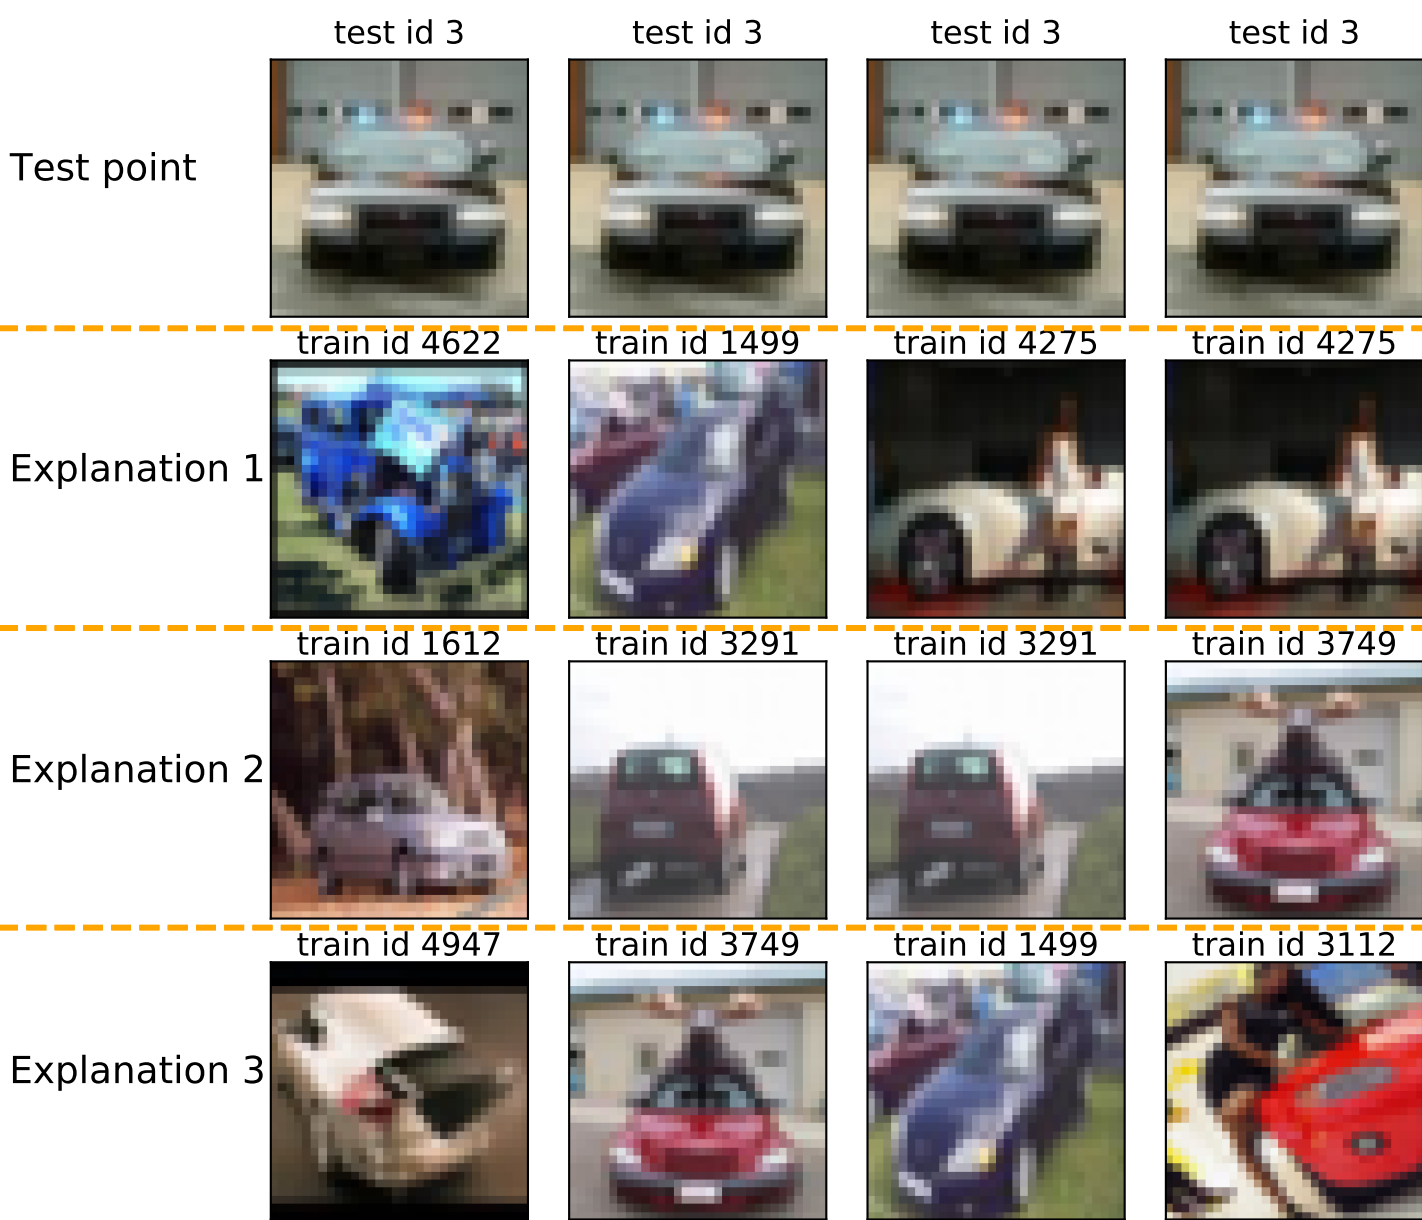 test id 3 test id 3 test id 3 test id 3
Test point
train id 4622 train id 1499 train id 4275 train id 4275
Explanation 1
train id 1612 train id 3291 train id 3291 train id 3749
Explanation 2
train id 4947 train id 3749 train id 1499 train id 3112
Explanation 3